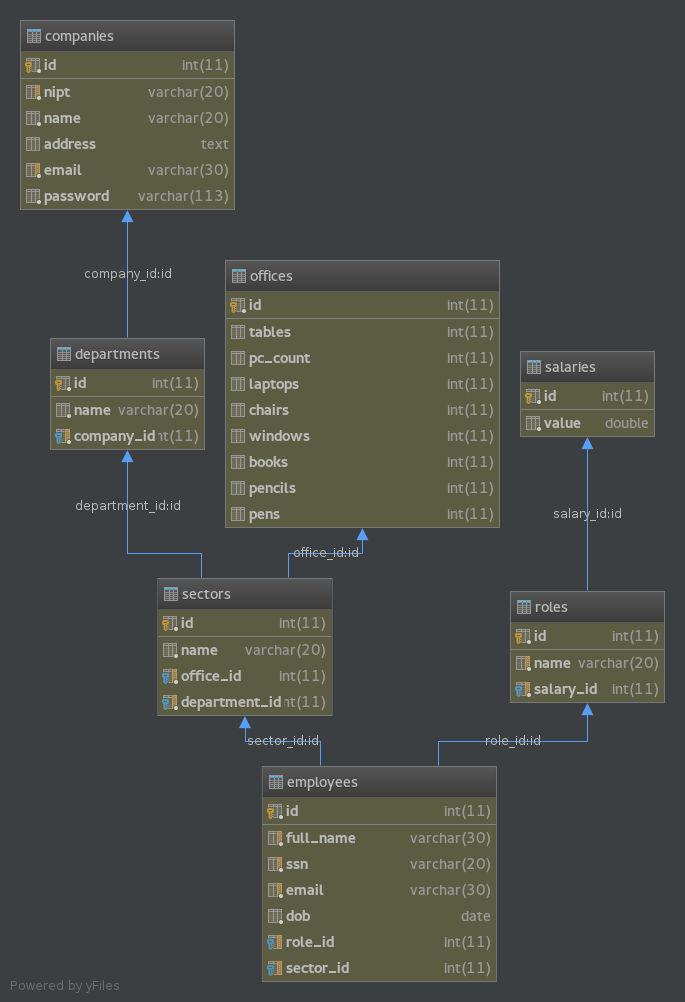 companies
id int(11)
nipt varchar(20)
name varchar(20)
address text
email varchar(30)
password varchar(113)
company_id:id
offices
id int(11)
tables int(11)
pc_count int(11)
laptops int(11)
chairs int(11)
windows int(11)
books int(11)
pencils int(11)
pens int(11)
departments
id int(11)
name varchar(20)
company_id nt(11)
salaries
id int(11)
value double
department_id:id
office_id:id
salary_id:id
sectors
id int(11)
name varchar(20)
office_id int(11)
department_id nt(11)
roles
id int(11)
name varchar(20)
salary_id int(11)
sector_id:id
role_id:id
employees
id int(11)
full_name varchar(30)
ssn varchar(20)
email varchar(30)
dob date
role_id int(11)
sector_id int(11)
Powered by yFiles